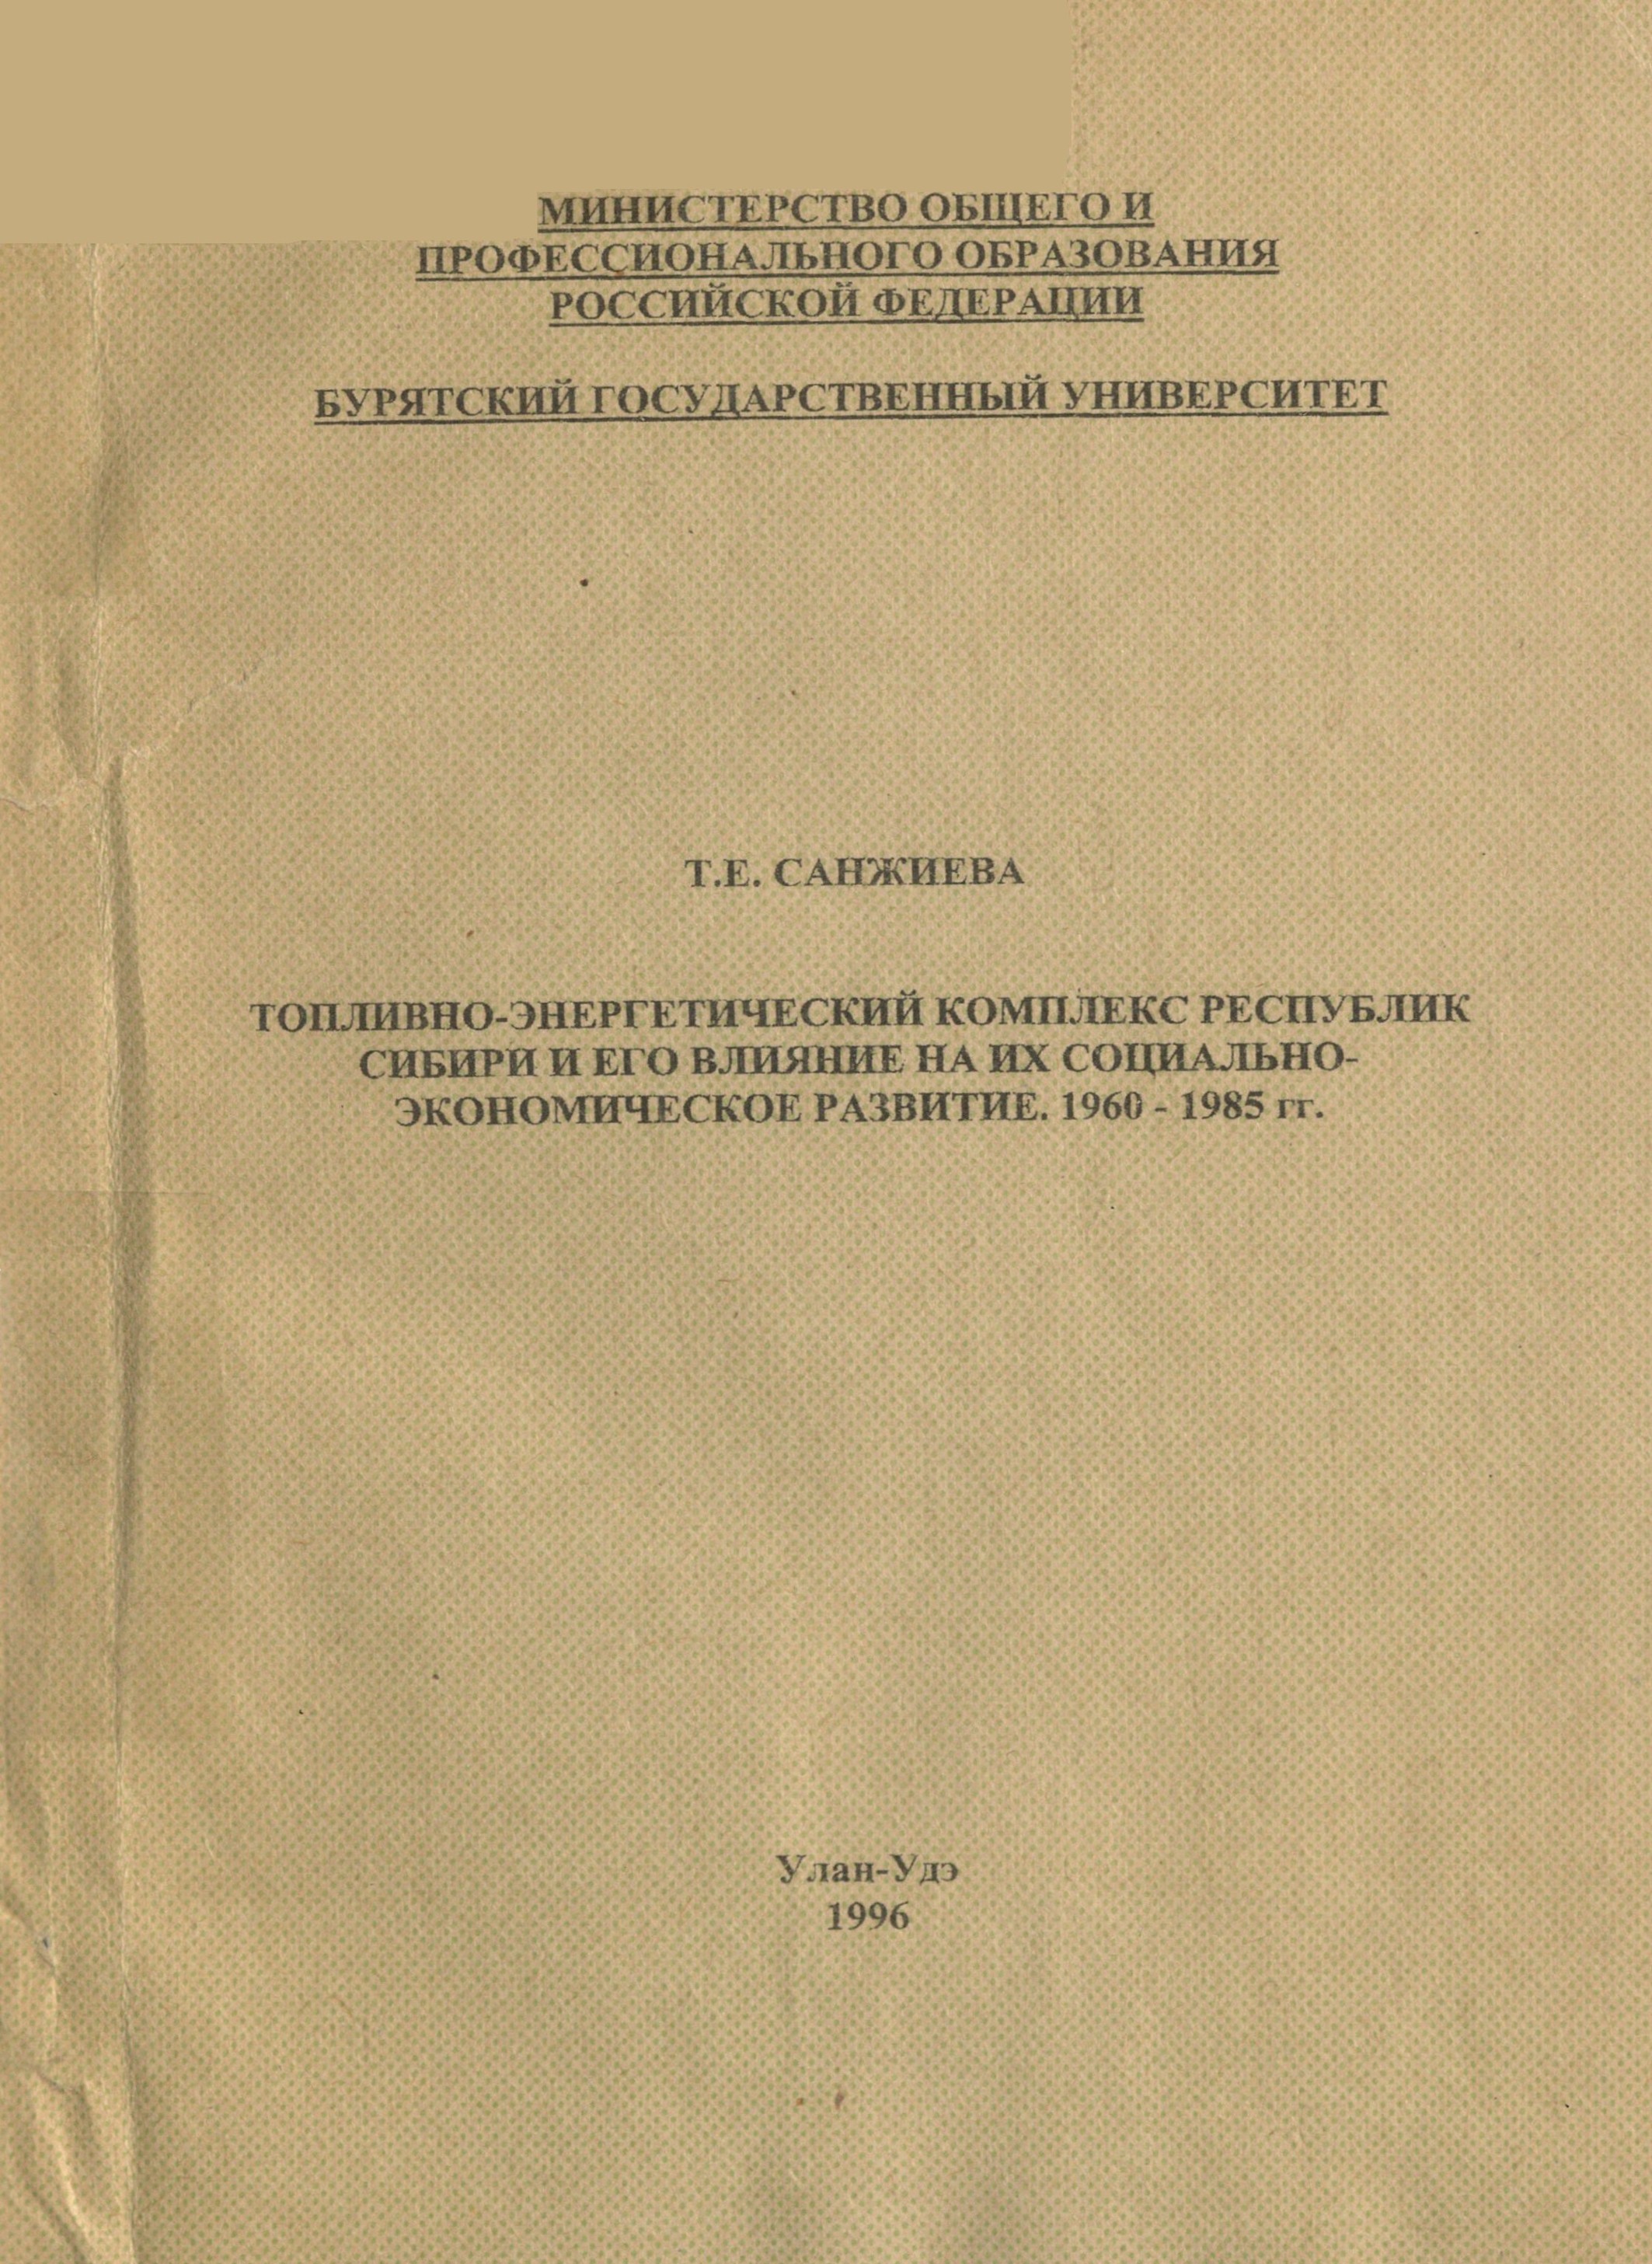 МИНИСТЕРСТВО ОБЩЕГО И
ПРОФЕССИОНАЛЬНОГО ОБРАЗОВАНИЯ
РОССИЙСКОЙ ФЕДЕРАЦИИ
БУРЯТСКИЙ ГОСУДАРСТВЕННЫЙ УНИВЕРСИТЕТ
Т.Е. САНЖИЕВА
ТОПЛИВНО-ЭНЕРГЕТИЧЕСКИЙ КОМПЛЕКС РЕСПУБЛИК
СИБИРИ И ЕГО ВЛИЯНИЕ НА ИХ СОЦИАЛЬНО-
ЭКОНОМИЧЕСКОЕ РАЗВИТИЕ. 1960 - 1985 гг.
Улан-Удэ
1996